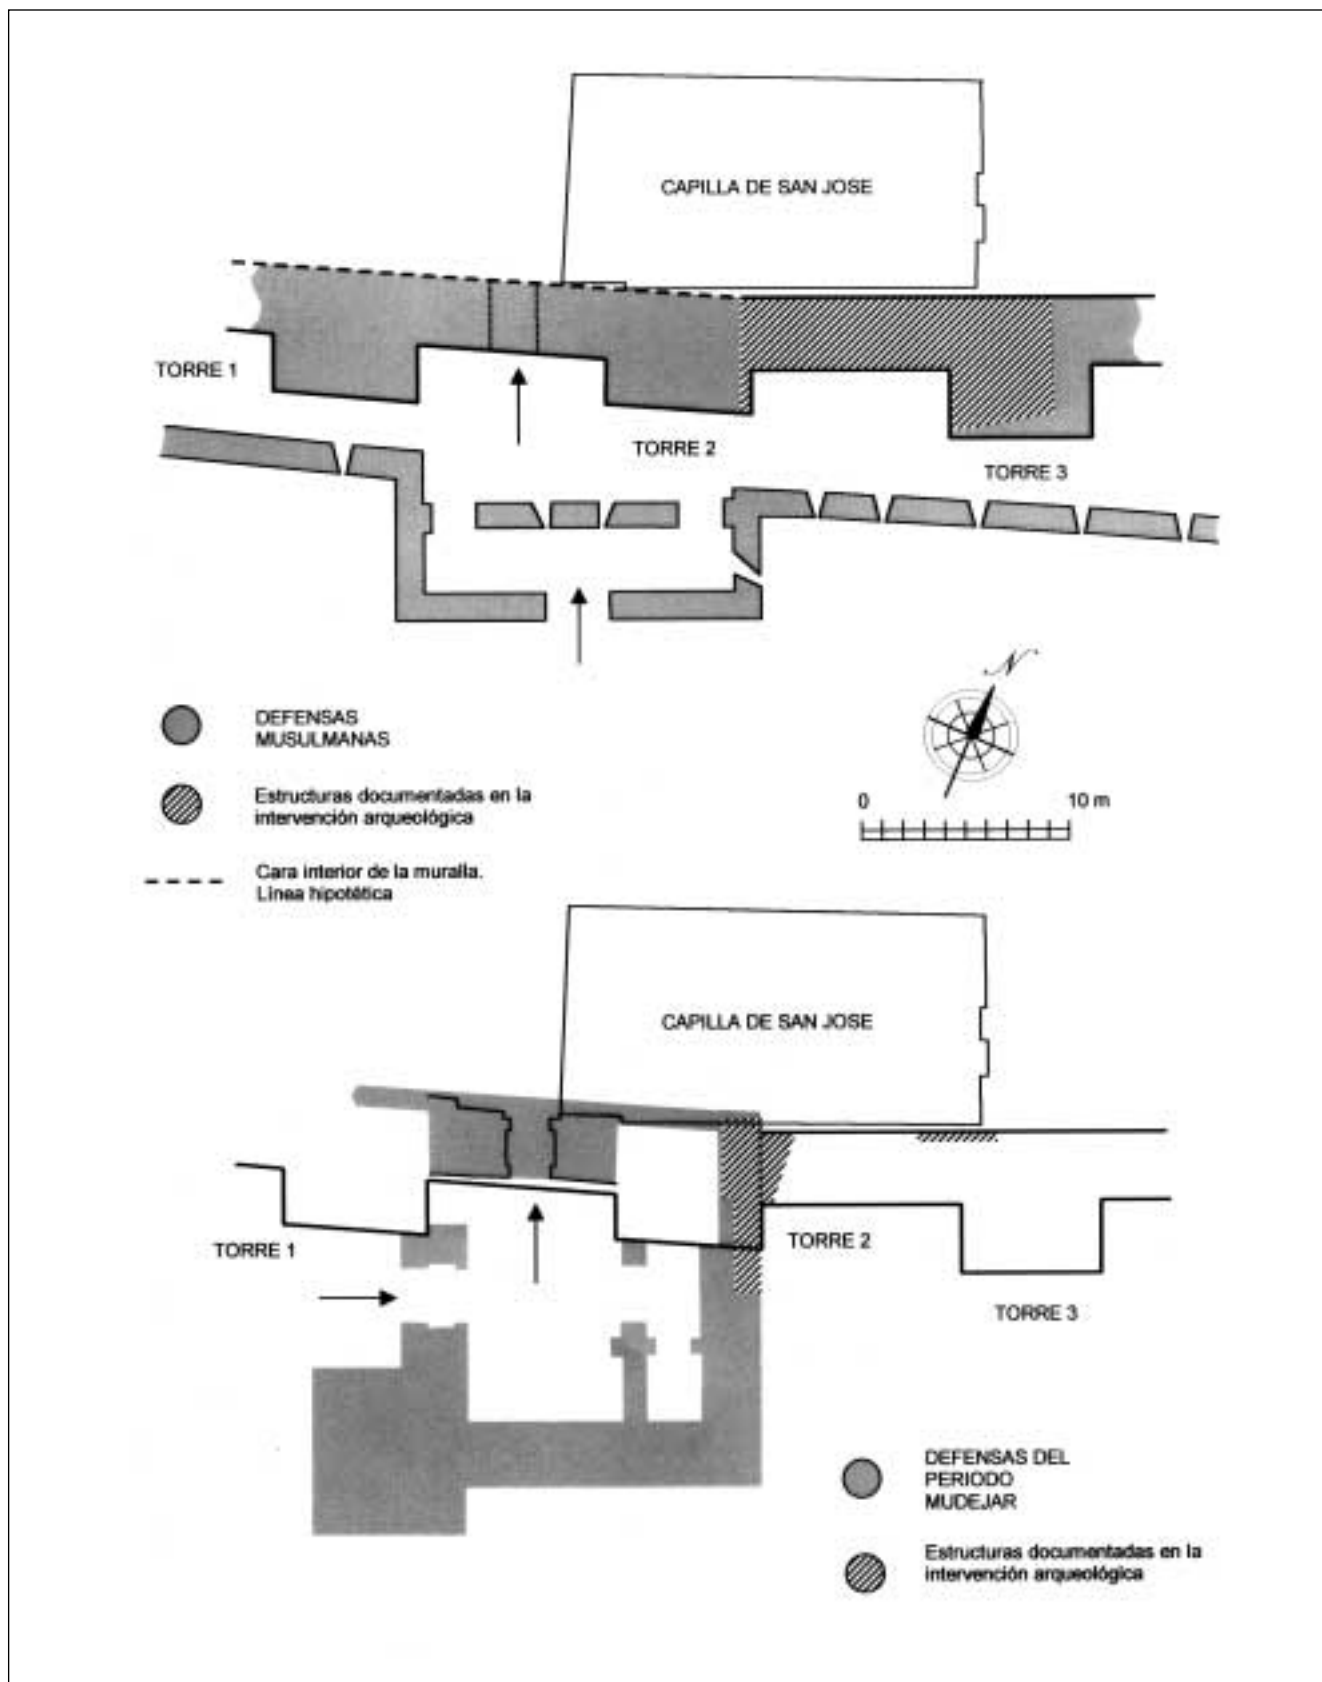 CAPILLA DE SAN JOSE
TORRE 1
TORRE 2
TORRE 3
N
DEFENSAS
MUSULMANAS
Estructuras documentadas en la
intervención arqueológica
Cara interior de la muralla.
Línea hipotética
0 10 m
CAPILLA DE SAN JOSE
TORRE 1
TORRE 2
TORRE 3
DEFENSAS DEL
PERIODO
MUDEJAR
Estructuras documentadas en la
intervención arqueológica